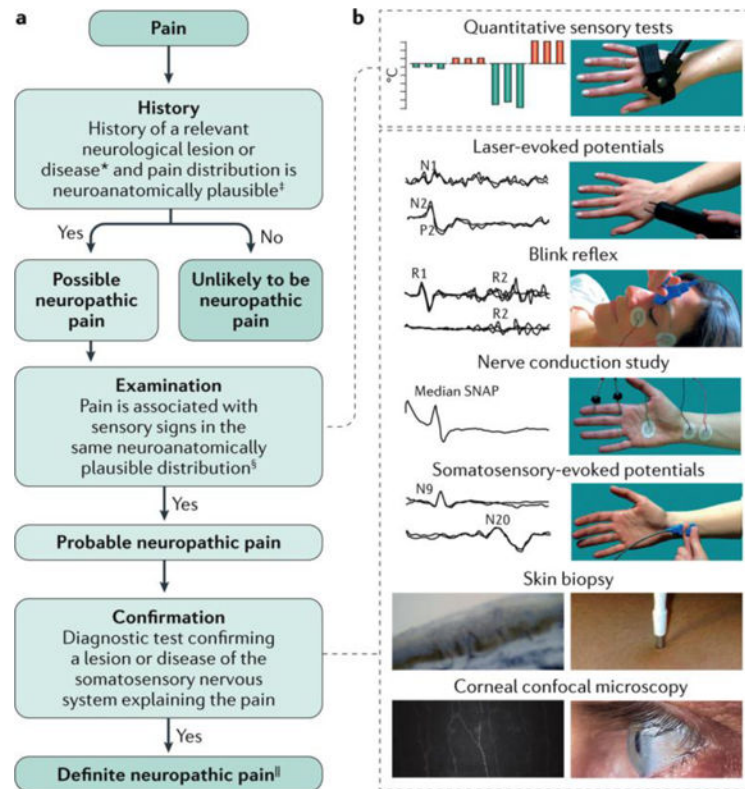 a
Pain
History
History of a relevant
neurological lesion or
disease* and pain distribution is
neuroanatomically plausible‡
Yes
No
Possible
neuropathic
pain
Unlikely to be
neuropathic
pain
Examination
Pain is associated with
sensory signs in the
same neuroanatomically
plausible distribution§
Yes
Probable neuropathic pain
Confirmation
Diagnostic test confirming
a lesion or disease of the
somatosensory nervous
system explaining the pain
Yes
Definite neuropathic pain||
b
Quantitative sensory tests
°C
Laser-evoked potentials
N1
N2
P2
Blink reflex
R1
R2
R2
Nerve conduction study
Median SNAP
Somatosensory-evoked potentials
N9
N20
Skin biopsy
Corneal confocal microscopy